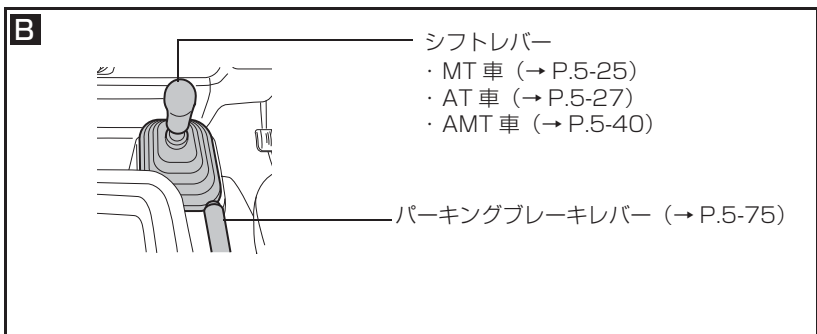 B
シフトレバー
· MT 車（→ P.5-25）
· AT 車（→ P.5-27）
· AMT 車（→ P.5-40）
パーキングブレーキレバー（→ P.5-75）